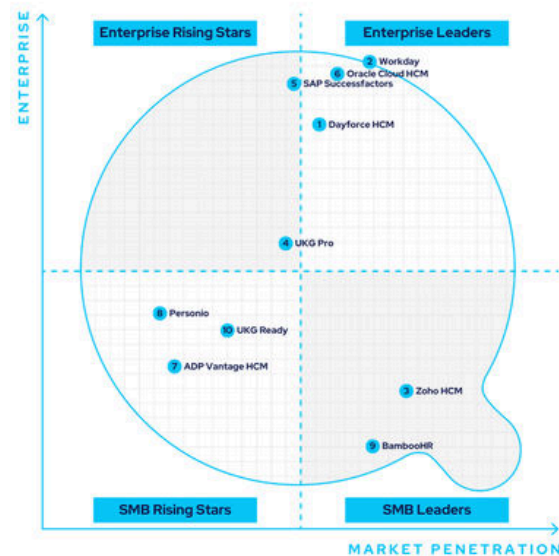 Enterprise Rising Stars
Enterprise Leaders
ENTERPRISE
2 Workday
6 Oracle Cloud HCM
5 SAP Successfactors
1 Dayforce HCM
4 UKG Pro
8 Personio
10 UKG Ready
7 ADP Vantage HCM
3 Zoho HCM
9 BambooHR
SMB Rising Stars
SMB Leaders
MARKET PENETRATION